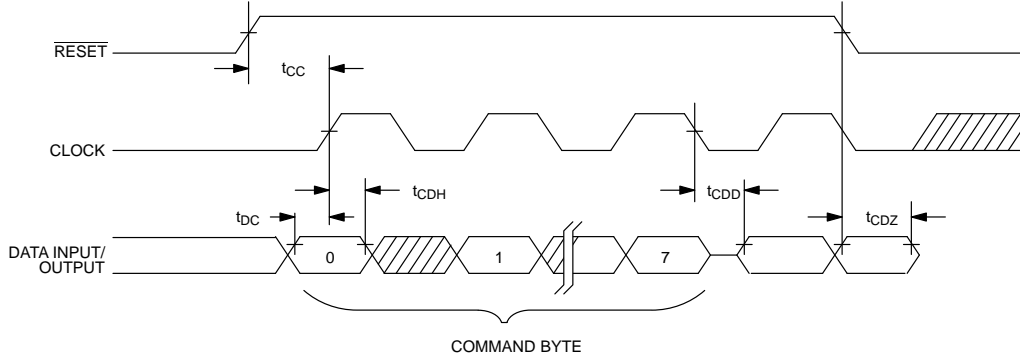 RESET
tCC
CLOCK
tCDH
tCDD
tDC
tCDZ
DATA INPUT/
OUTPUT
0
1
7
COMMAND BYTE